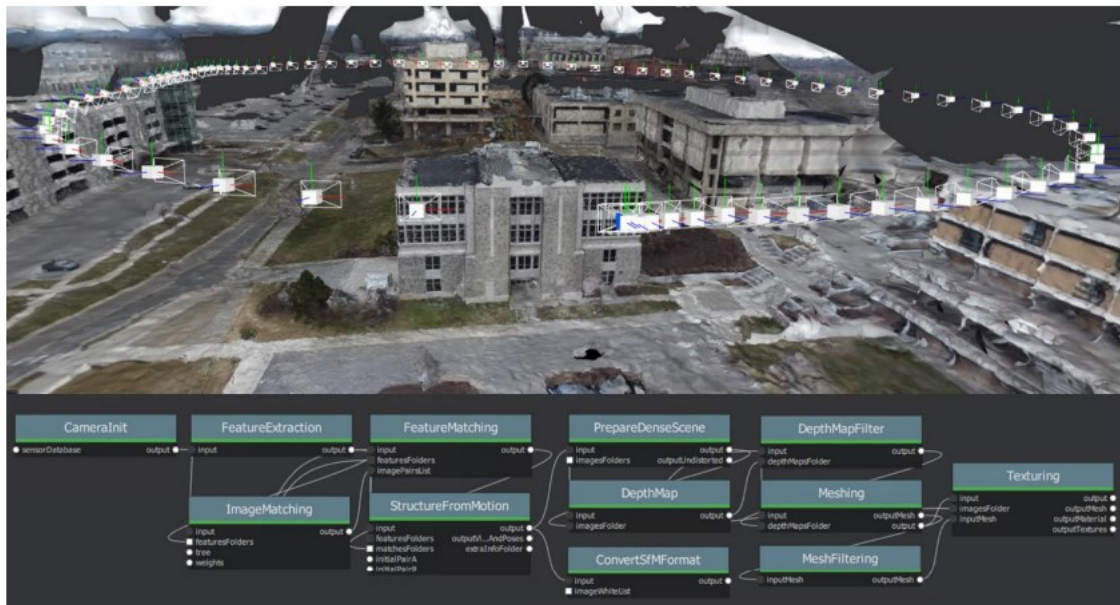 CameraInit
sensorDatabase output
FeatureExtraction
input output
ImageMatching
input output
featuresFolders
tree
weights
FeatureMatching
input output
featuresFolders
imagePairsList
StructureFromMotion
input output
featuresFolders outputVi...AndPoses
matchesFolders extraInfoFolder
initialPairA
initialPairB
PrepareDenseScene
input output
imagesFolders outputUndistorted
DepthMap
input output
imagesFolder
ConvertSfMFormat
input output
imageWhiteList
DepthMapFilter
input output
depthMapsFolder
Meshing
input outputMesh
depthMapsFolder output
MeshFiltering
inputMesh outputMesh
Texturing
input output
imagesFolder outputMesh
inputMesh outputMaterial
outputTextures